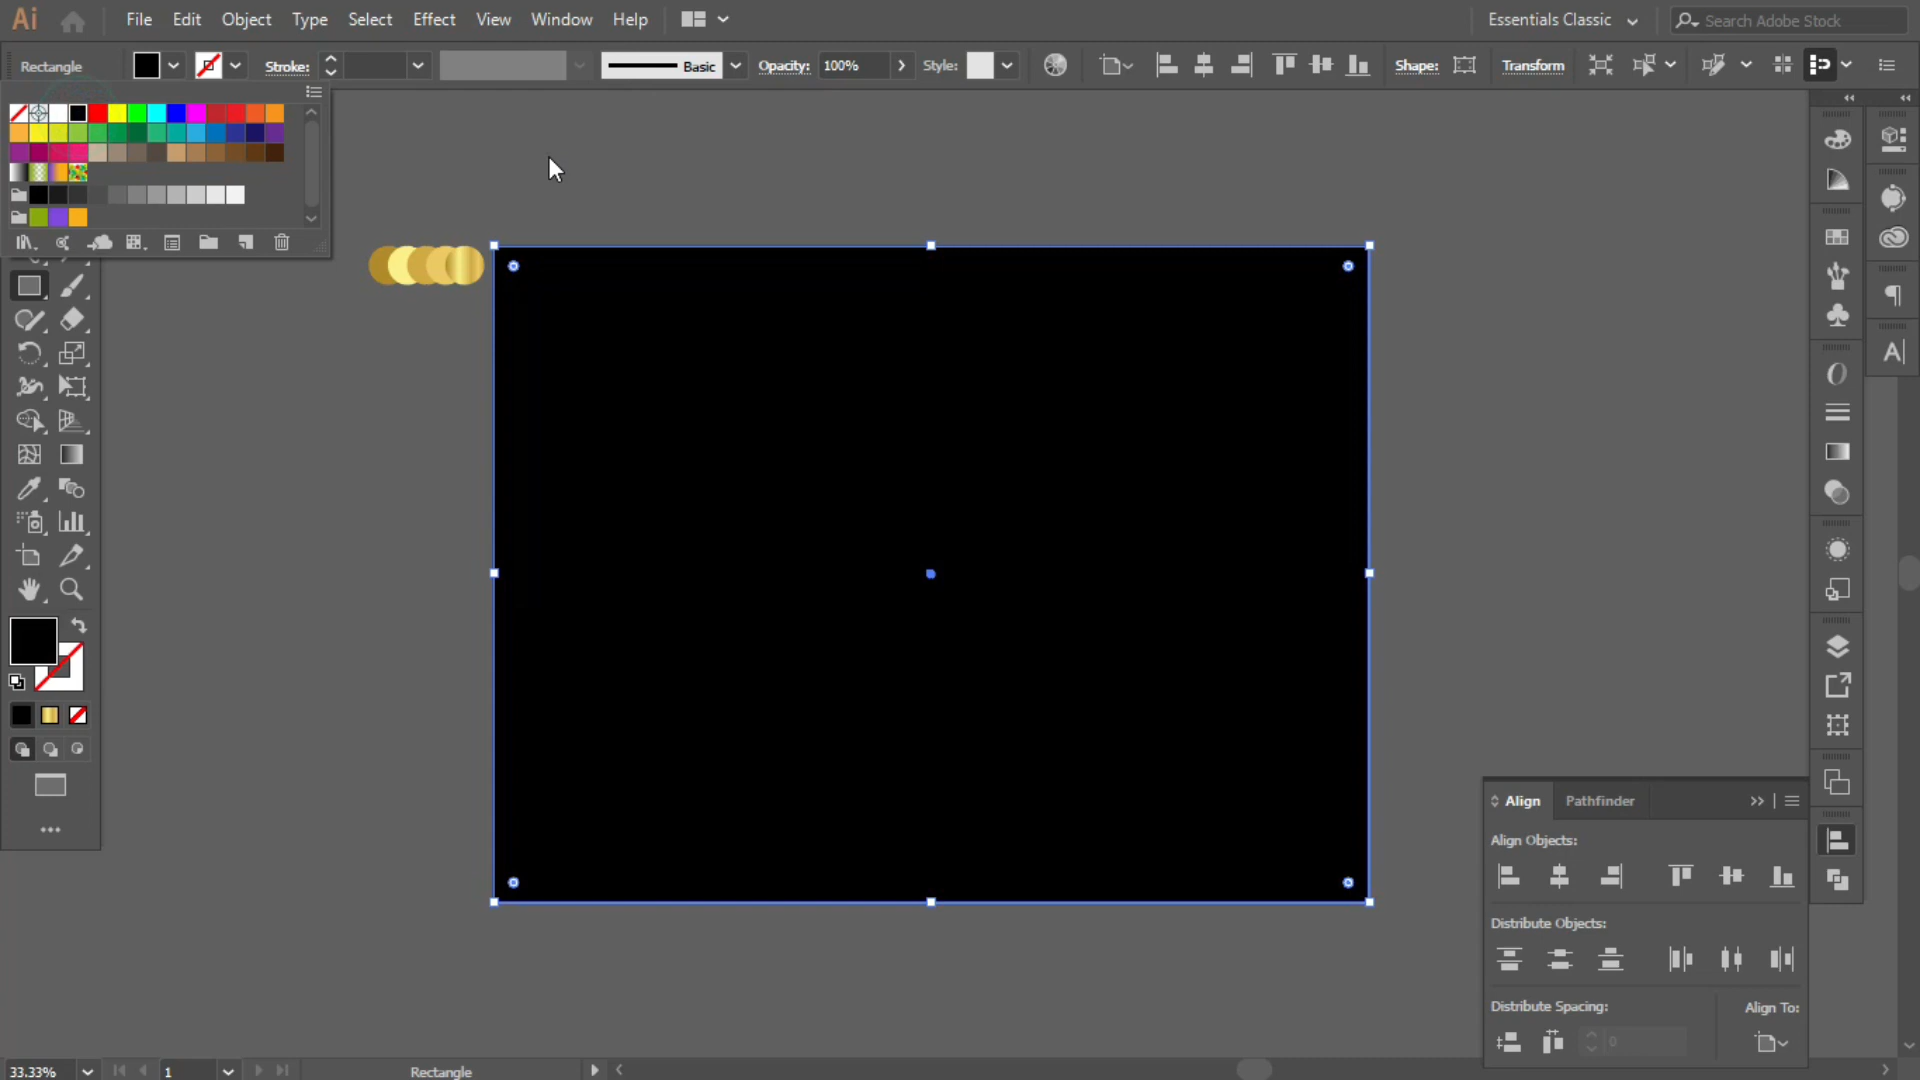 Ai File Edit Object Type Select Effect View Window Help Essentials Classic Search Adobe Stock
Rectangle Stroke: Basic Opacity: 100% Style: Shape: Transform
A
Align Pathfinder
Align Objects:
Distribute Objects:
Distribute Spacing: Align To:
0
33.33% 1 Rectangle